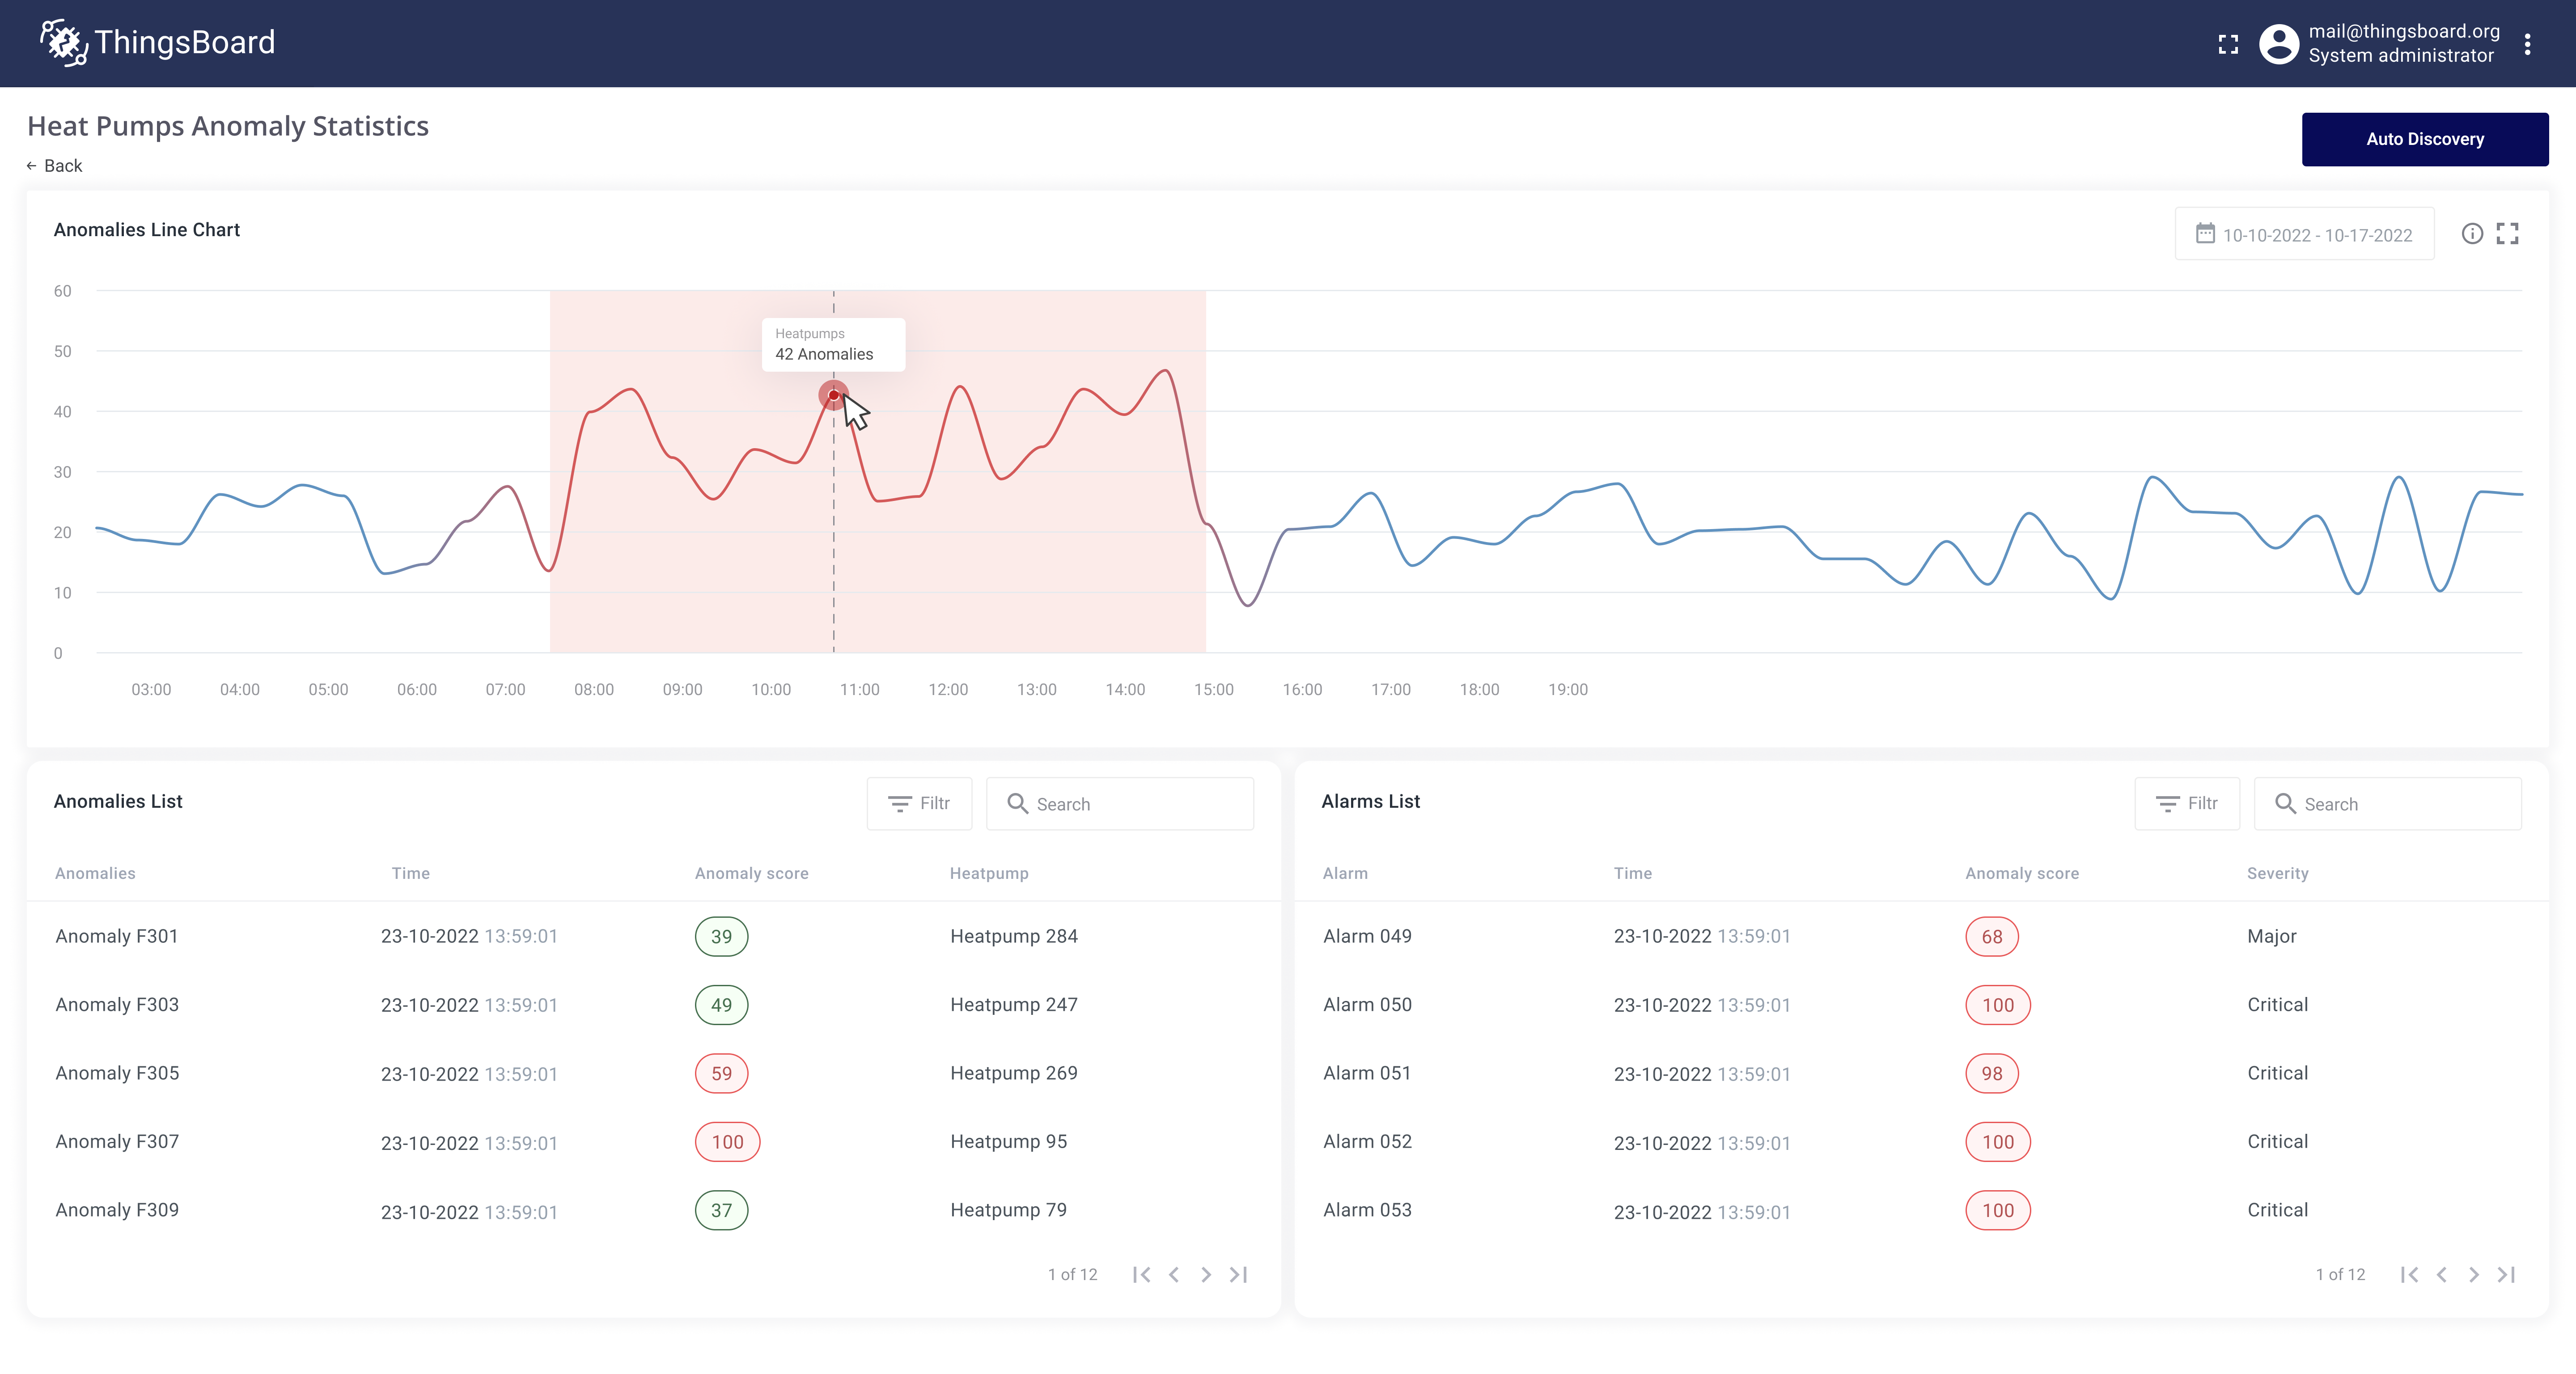 ThingsBoard
mail@thingsboard.org
System administrator
Heat Pumps Anomaly Statistics
Back
Auto Discovery
Anomalies Line Chart
10-10-2022 - 10-17-2022
60
50
40
30
20
10
0
Heatpumps
42 Anomalies
03:00 04:00 05:00 06:00 07:00 08:00 09:00 10:00 11:00 12:00 13:00 14:00 15:00 16:00 17:00 18:00 19:00
Anomalies List
Filtr
Search
Anomalies Time Anomaly score Heatpump
Anomaly F301 23-10-2022 13:59:01 39 Heatpump 284
Anomaly F303 23-10-2022 13:59:01 49 Heatpump 247
Anomaly F305 23-10-2022 13:59:01 59 Heatpump 269
Anomaly F307 23-10-2022 13:59:01 100 Heatpump 95
Anomaly F309 23-10-2022 13:59:01 37 Heatpump 79
1 of 12
Alarms List
Filtr
Search
Alarm Time Anomaly score Severity
Alarm 049 23-10-2022 13:59:01 68 Major
Alarm 050 23-10-2022 13:59:01 100 Critical
Alarm 051 23-10-2022 13:59:01 98 Critical
Alarm 052 23-10-2022 13:59:01 100 Critical
Alarm 053 23-10-2022 13:59:01 100 Critical
1 of 12